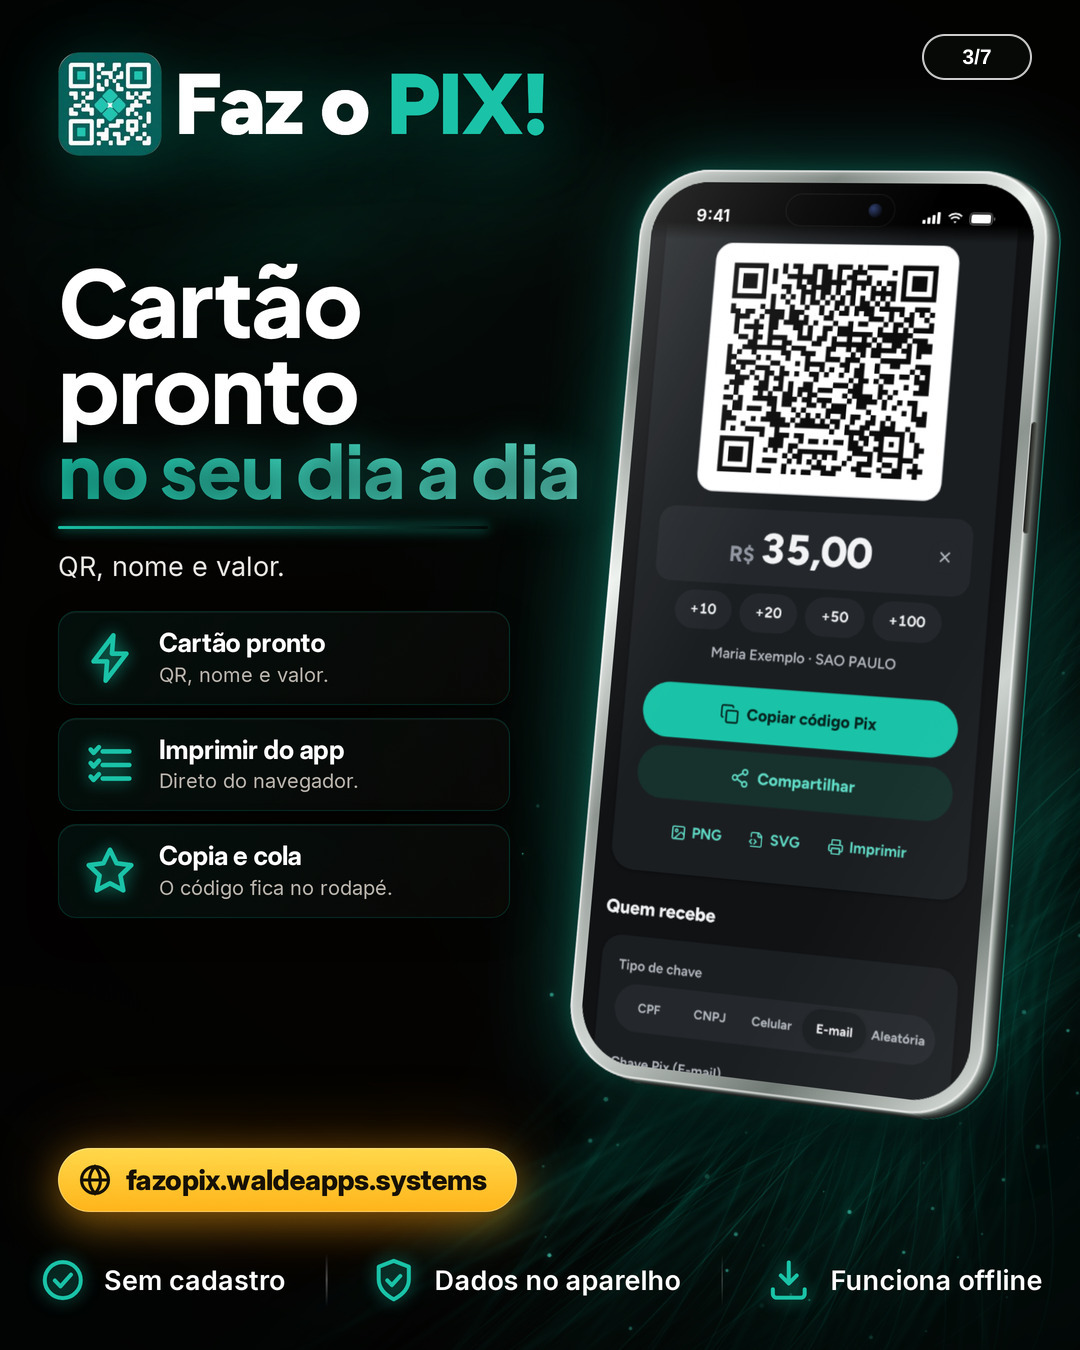 Faz o PIX!
3/7
Cartão
pronto
no seu dia a dia
QR, nome e valor.
Cartão pronto
QR, nome e valor.
Imprimir do app
Direto do navegador.
Copia e cola
O código fica no rodapé.
9:41
R$ 35,00
+10 +20 +50 +100
Maria Exemplo · SAO PAULO
Copiar código Pix
Compartilhar
PNG SVG Imprimir
Quem recebe
Tipo de chave
CPF CNPJ Celular E-mail Aleatória
Chave Pix (E-mail)
fazopix.waldeapps.systems
Sem cadastro
Dados no aparelho
Funciona offline